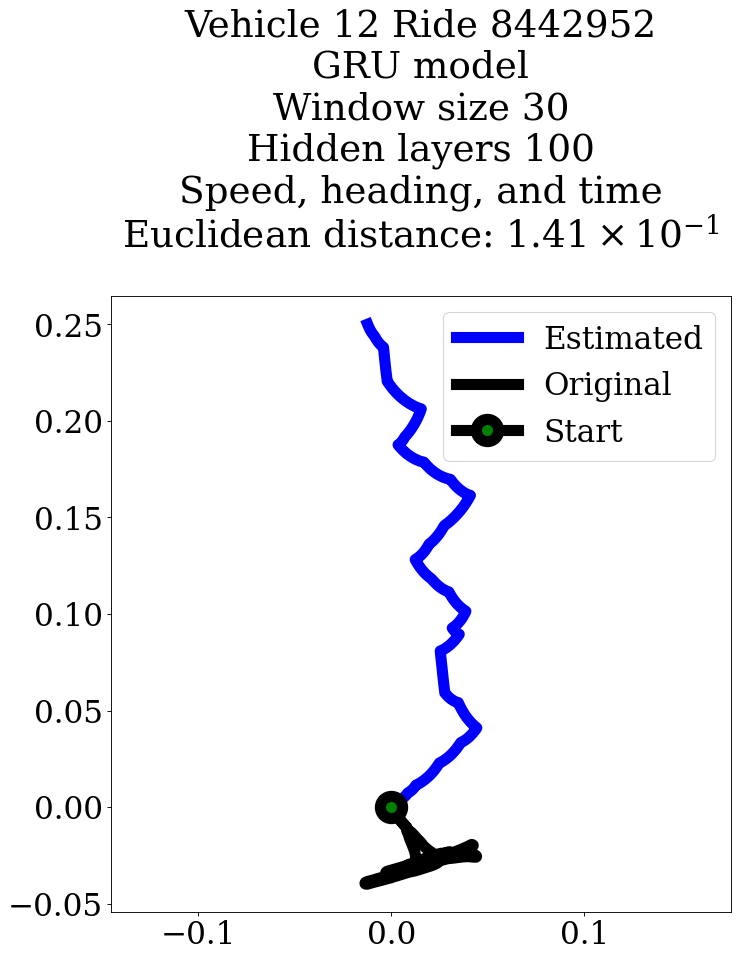 Vehicle 12 Ride 8442952
GRU model
Window size 30
Hidden layers 100
Speed, heading, and time
Euclidean distance: 1.41 × 10⁻¹
Estimated
Original
Start
0.25
0.20
0.15
0.10
0.05
0.00
−0.05
−0.1 0.0 0.1